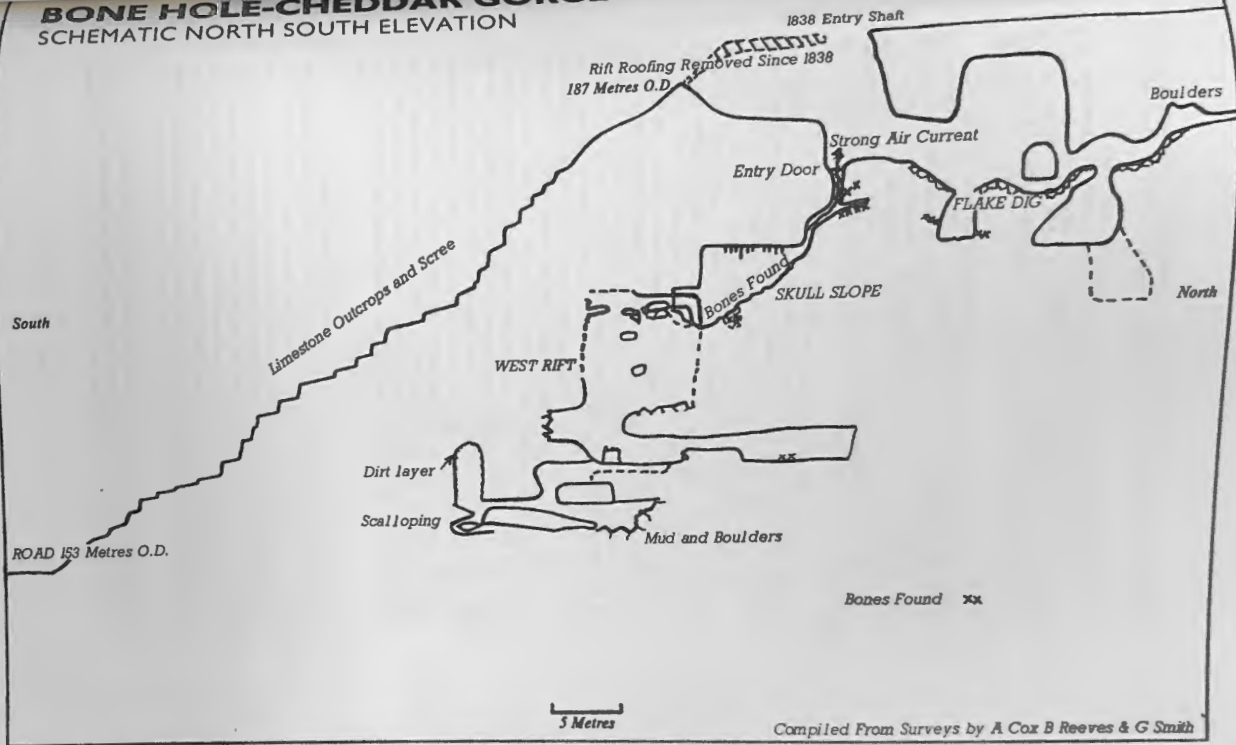 BONE HOLE-CHEDDAR GORGE
SCHEMATIC NORTH SOUTH ELEVATION
1838 Entry Shaft
Rift Roofing Removed Since 1838
187 Metres O.D.
Boulders
Strong Air Current
Entry Door
FLAKE DIG
Bones Found
SKULL SLOPE
North
South
Limestone Outcrops and Scree
WEST RIFT
Dirt layer
Scalloping
Mud and Boulders
ROAD 153 Metres O.D.
Bones Found xx
5 Metres
Compiled From Surveys by A Cox B Reeves & G Smith